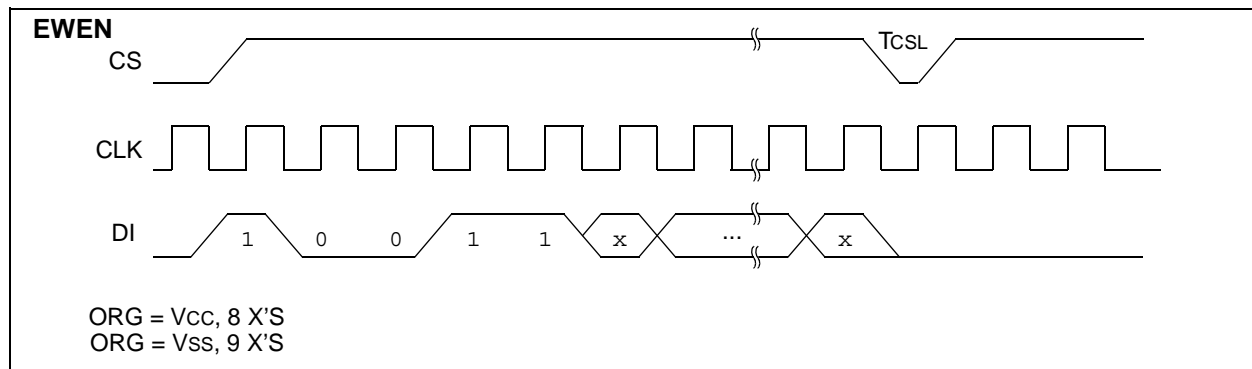 EWEN
CS
TCSL
CLK
DI
1 0 0 1 1 x ... x
ORG = VCC, 8 X'S
ORG = VSS, 9 X'S